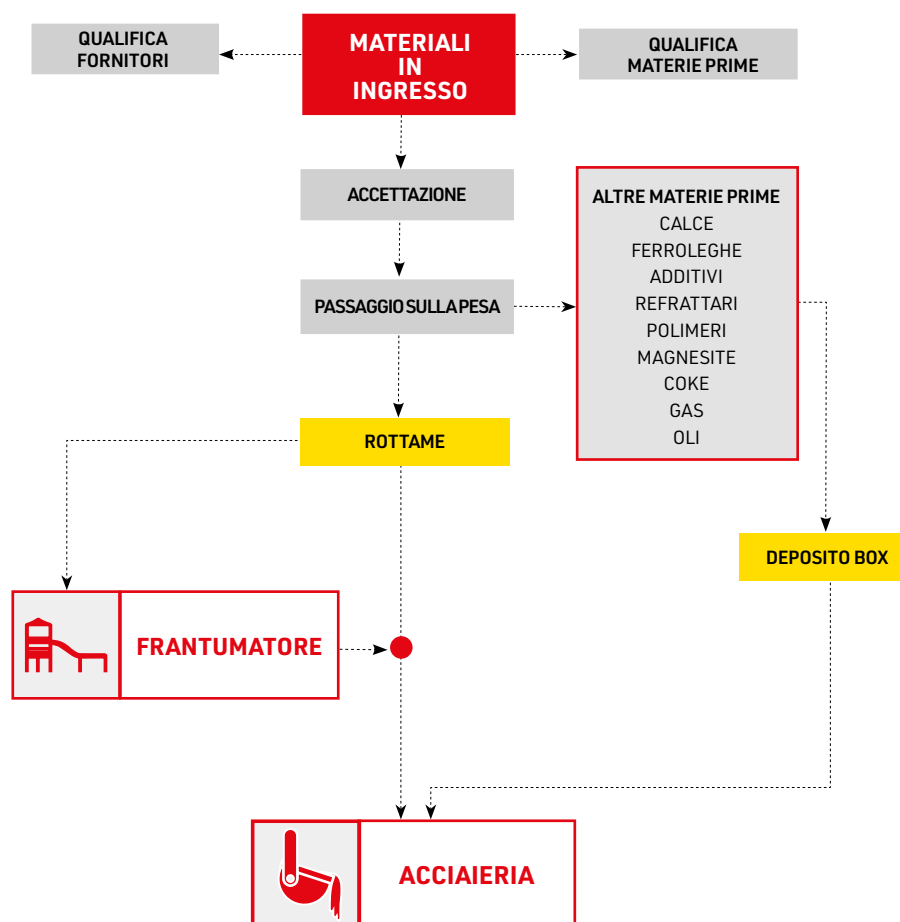 QUALIFICA
FORNITORI
MATERIALI
IN
INGRESSO
QUALIFICA
MATERIE PRIME
ACCETTAZIONE
ALTRE MATERIE PRIME
CALCE
FERROLEGHE
ADDITIVI
REFRATTARI
POLIMERI
MAGNESITE
COKE
GAS
OLI
PASSAGGIO SULLA PESA
ROTTAME
DEPOSITO BOX
FRANTUMATORE
ACCIAIERIA